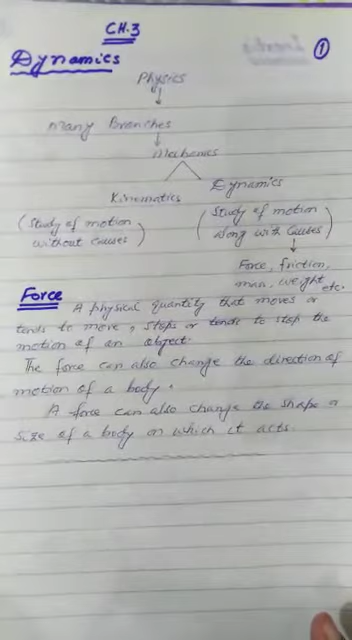 CH.3
Dynamics
1
Physics
Many Branches
Mechanics
Kinematics
Dynamics
(Study of motion without causes)
(Study of motion along with causes)
Force, friction,
man, weight etc.
Force A physical quantity that moves or
tends to move, stops or tends to stop the
motion of an object.
The force can also change the direction of
motion of a body.
A force can also change the shape or
size of a body on which it acts.